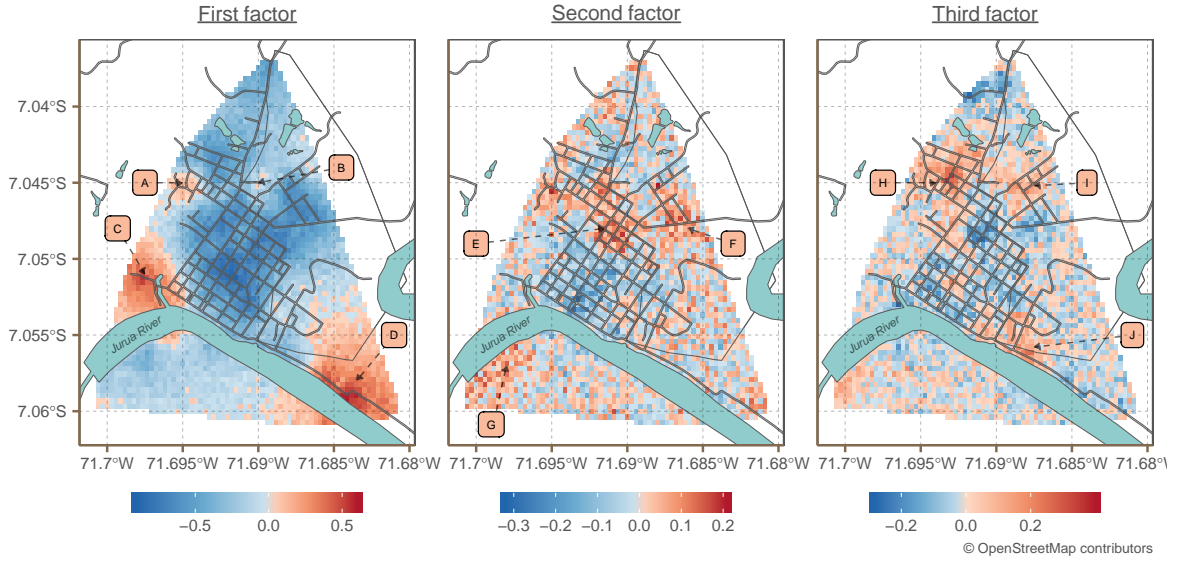 First factor Second factor Third factor
7.04°S
A B H I
7.045°S
C E F
7.05°S
D J
7.055°S
Jurua River Jurua River Jurua River
7.06°S
G
71.7°W 71.695°W 71.69°W 71.685°W 71.68°W 71.7°W 71.695°W 71.69°W 71.685°W 71.68°W 71.7°W 71.695°W 71.69°W 71.685°W 71.68°W
−0.5 0.0 0.5 −0.3 −0.2 −0.1 0.0 0.1 0.2 −0.2 0.0 0.2
© OpenStreetMap contributors